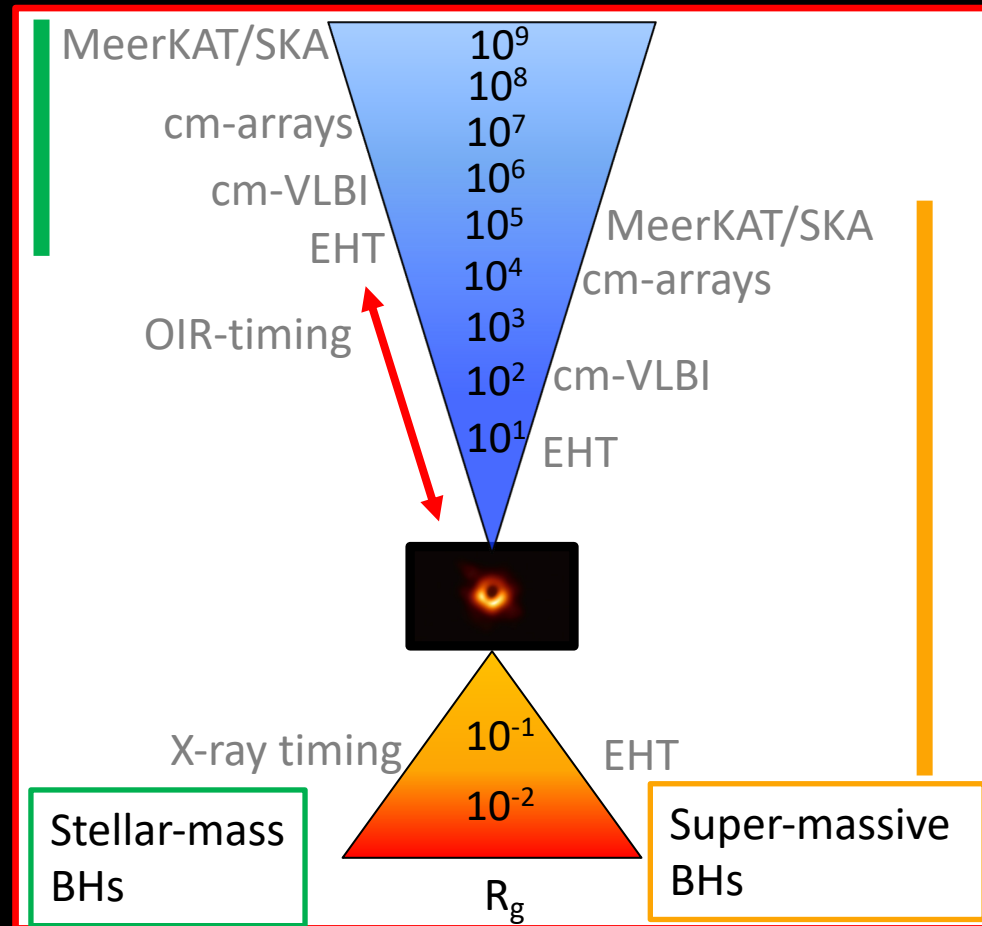 MeerKAT/SKA
10⁹
10⁸
cm-arrays
10⁷
cm-VLBI
10⁶
10⁵
MeerKAT/SKA
EHT
10⁴
cm-arrays
OIR-timing
10³
10²
cm-VLBI
10¹
EHT
X-ray timing
10⁻¹
EHT
10⁻²
Stellar-mass
BHs
Super-massive
BHs
R_g